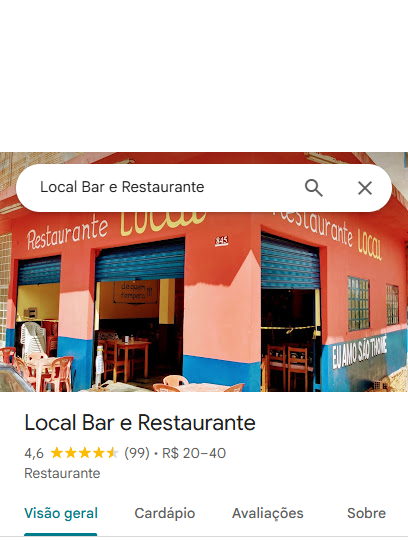 Local Bar e Restaurante
Restaurante LOCAL
Restaurante LOCAL
845
EU AMO SÃO THOMÉ
Local Bar e Restaurante
4,6 (99) · R$ 20–40
Restaurante
Visão geral Cardápio Avaliações Sobre